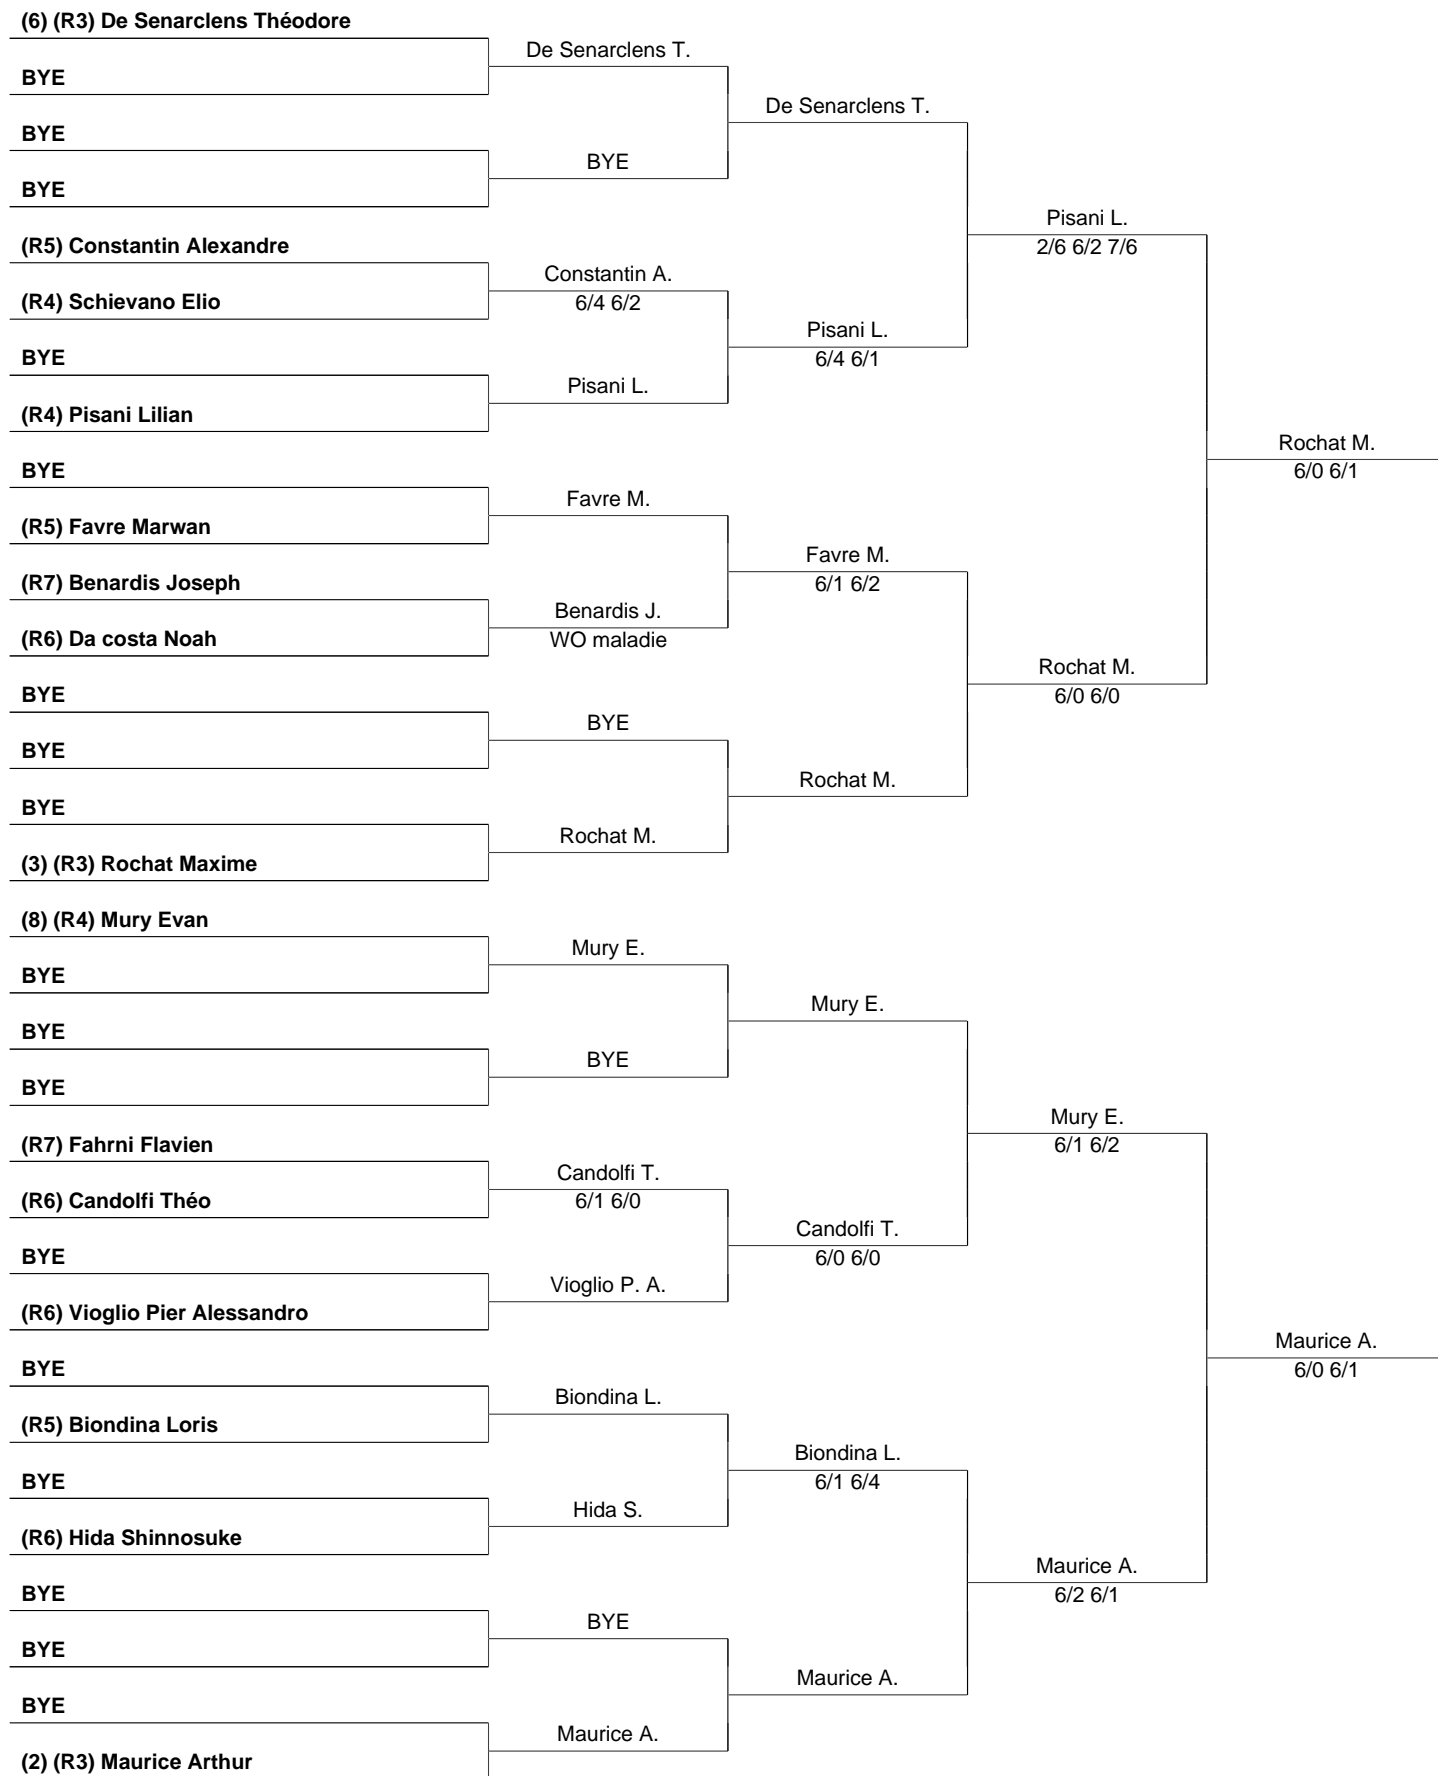 (6) (R3) De Senarclens Théodore
De Senarclens T.
BYE
De Senarclens T.
BYE
BYE
BYE
Pisani L.
2/6 6/2 7/6
(R5) Constantin Alexandre
Constantin A.
6/4 6/2
(R4) Schievano Elio
Pisani L.
6/4 6/1
BYE
Pisani L.
(R4) Pisani Lilian
Rochat M.
6/0 6/1
BYE
Favre M.
(R5) Favre Marwan
Favre M.
6/1 6/2
(R7) Benardis Joseph
Benardis J.
WO maladie
(R6) Da costa Noah
Rochat M.
6/0 6/0
BYE
BYE
BYE
Rochat M.
BYE
Rochat M.
(3) (R3) Rochat Maxime
(8) (R4) Mury Evan
Mury E.
BYE
Mury E.
BYE
BYE
BYE
Mury E.
6/1 6/2
(R7) Fahrni Flavien
Candolfi T.
6/1 6/0
(R6) Candolfi Théo
Candolfi T.
6/0 6/0
BYE
Vioglio P. A.
(R6) Vioglio Pier Alessandro
Maurice A.
6/0 6/1
BYE
Biondina L.
(R5) Biondina Loris
Biondina L.
6/1 6/4
BYE
Hida S.
(R6) Hida Shinnosuke
Maurice A.
6/2 6/1
BYE
BYE
BYE
Maurice A.
BYE
Maurice A.
(2) (R3) Maurice Arthur